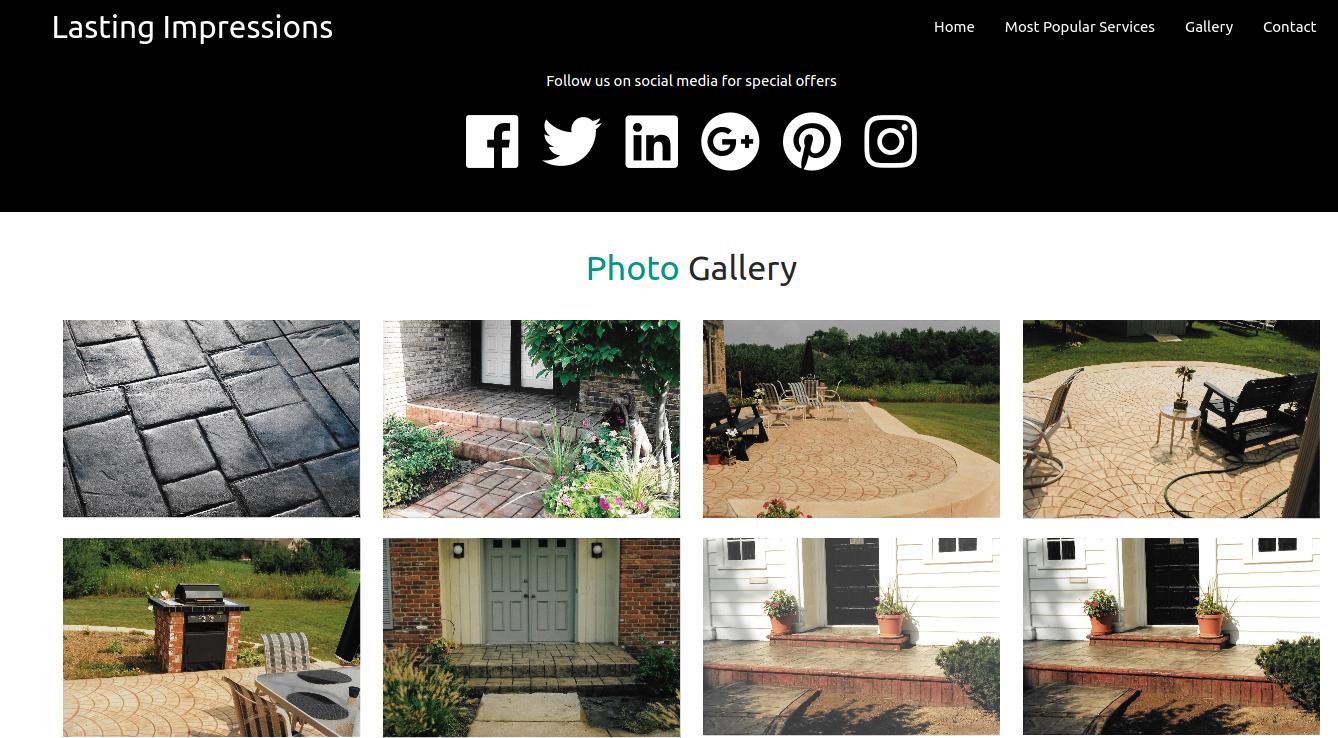 Lasting Impressions
Home Most Popular Services Gallery Contact
Follow us on social media for special offers
Photo Gallery